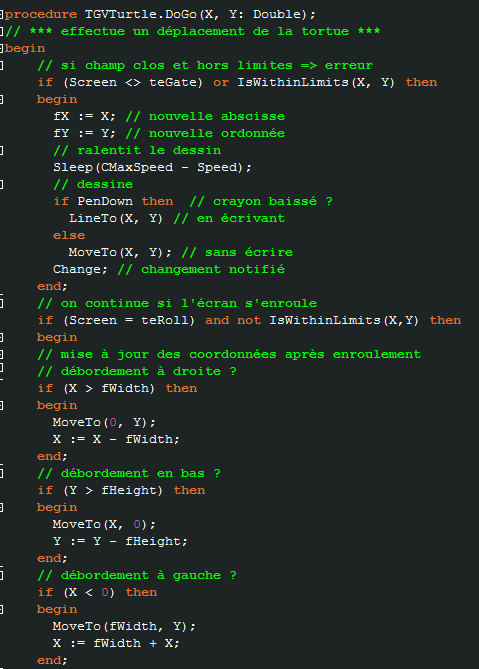 procedure TGVTurtle.DoGo(X, Y: Double);
// *** effectue un déplacement de la tortue ***
begin
// si champ clos et hors limites => erreur
if (Screen <> teGate) or IsWithinLimits(X, Y) then
begin
fX := X; // nouvelle abscisse
fY := Y; // nouvelle ordonnée
// ralentit le dessin
Sleep(CMaxSpeed - Speed);
// dessine
if PenDown then // crayon baissé ?
LineTo(X, Y) // en écrivant
else
MoveTo(X, Y); // sans écrire
Change; // changement notifié
end;
// on continue si l'écran s'enroule
if (Screen = teRoll) and not IsWithinLimits(X,Y) then
begin
// mise à jour des coordonnées après enroulement
// débordement à droite ?
if (X > fWidth) then
begin
MoveTo(0, Y);
X := X - fWidth;
end;
// débordement en bas ?
if (Y > fHeight) then
begin
MoveTo(X, 0);
Y := Y - fHeight;
end;
// débordement à gauche ?
if (X < 0) then
begin
MoveTo(fWidth, Y);
X := fWidth + X;
end;